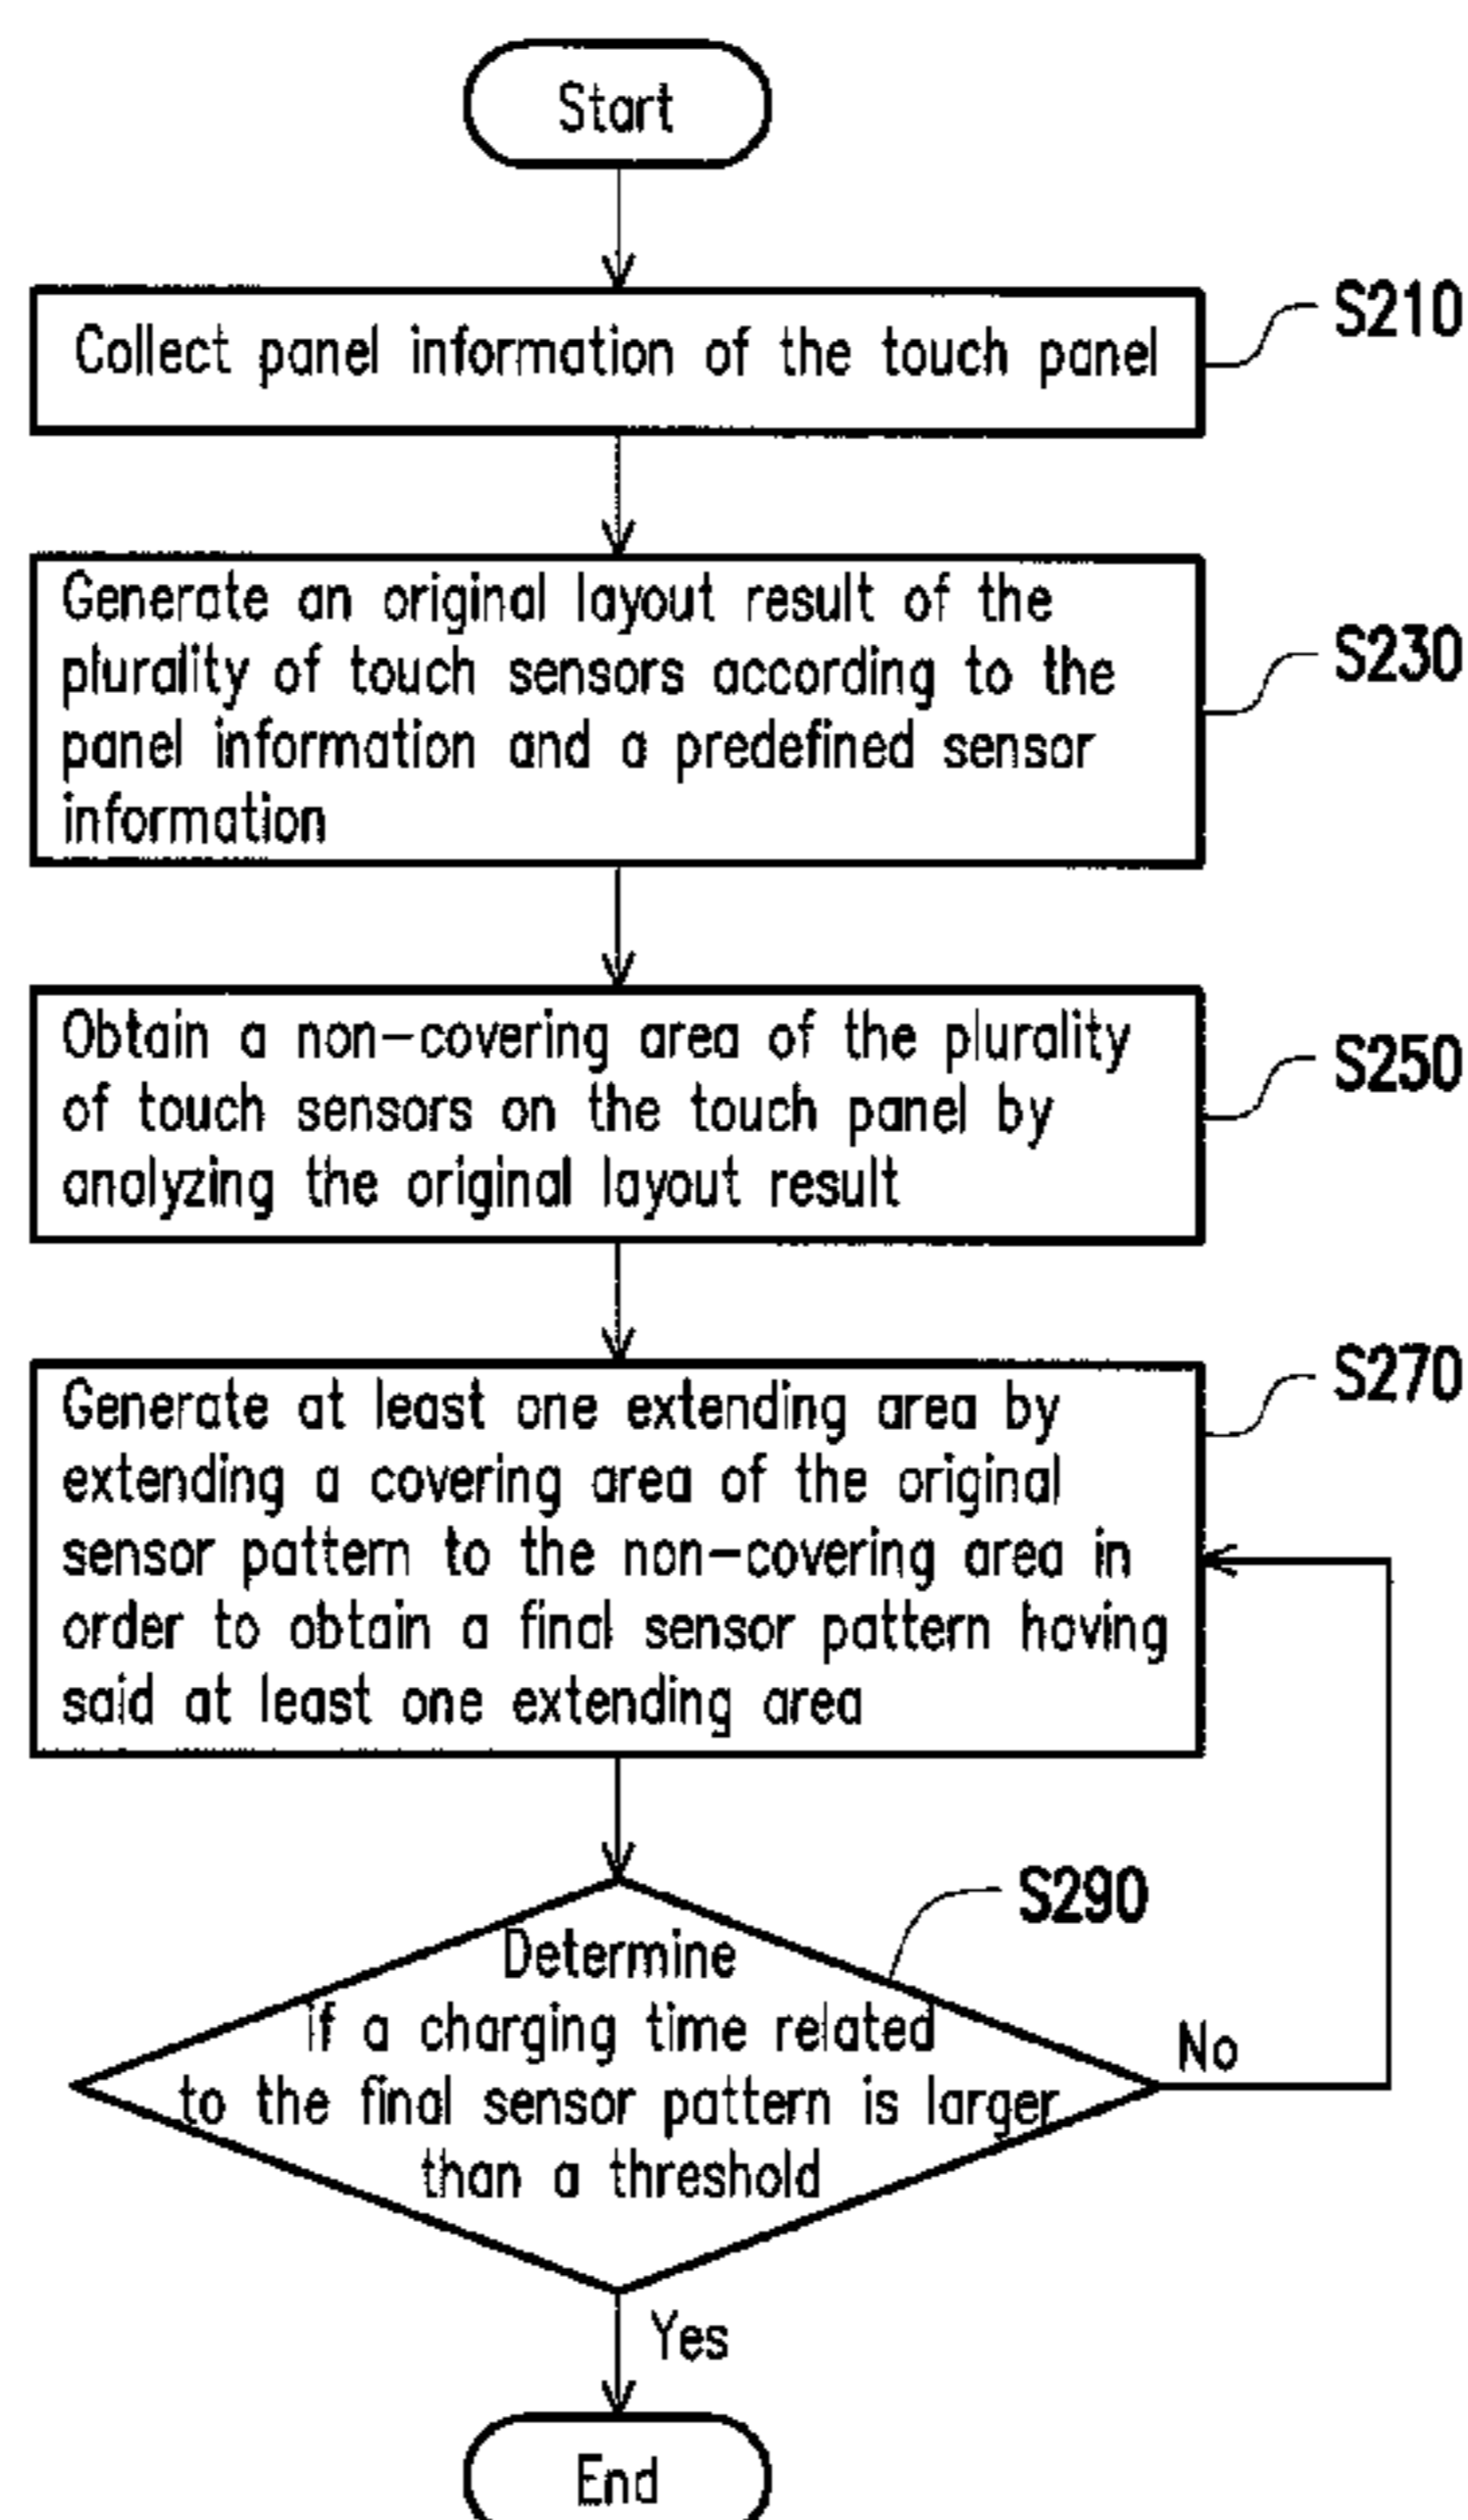 Start
Collect panel information of the touch panel
S210
Generate an original layout result of the
plurality of touch sensors according to the
panel information and a predefined sensor
information
S230
Obtain a non-covering area of the plurality
of touch sensors on the touch panel by
analyzing the original layout result
S250
Generate at least one extending area by
extending a covering area of the original
sensor pattern to the non-covering area in
order to obtain a final sensor pattern having
said at least one extending area
S270
Determine
if a charging time related
to the final sensor pattern is larger
than a threshold
S290
No
Yes
End